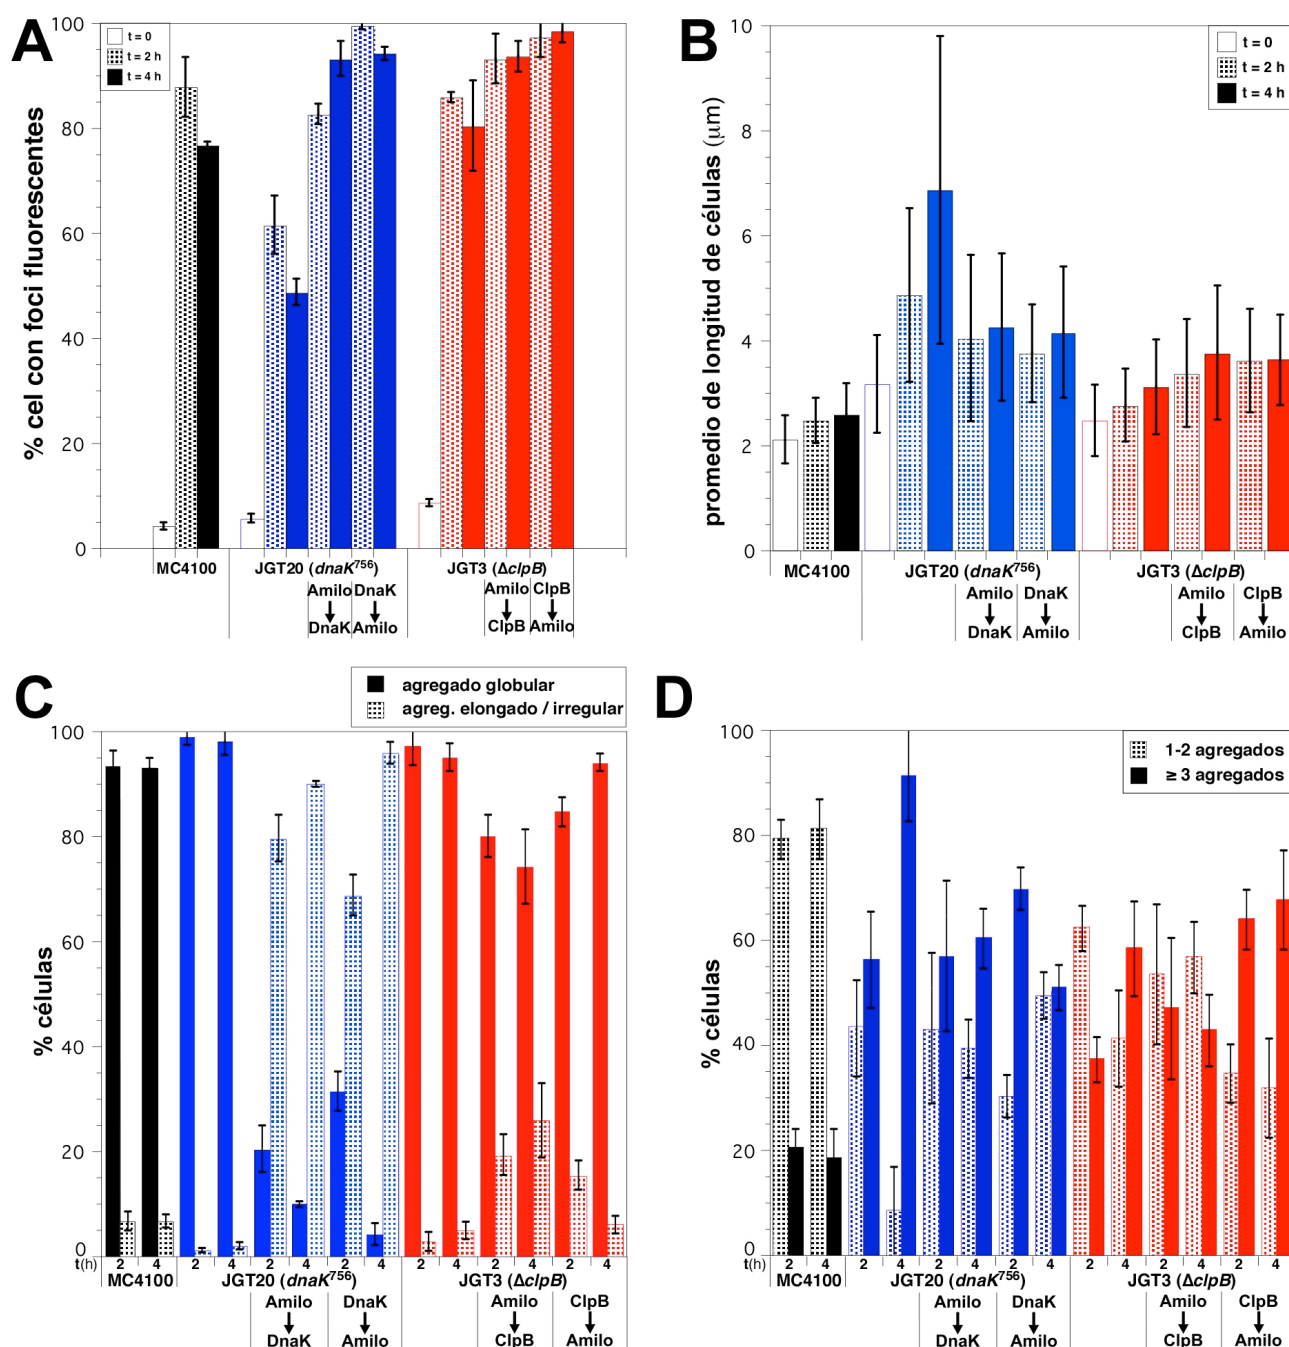 A
t = 0
t = 2 h
t = 4 h
% cel con foci fluorescentes
100
80
60
40
20
0
MC4100
JGT20 (dnaK756)
JGT3 (ΔclpB)
Amilo DnaK
DnaK Amilo
Amilo ClpB
ClpB Amilo
B
t = 0
t = 2 h
t = 4 h
promedio de longitud de células (μm)
10
8
6
4
2
0
MC4100
JGT20 (dnaK756)
JGT3 (ΔclpB)
Amilo DnaK
DnaK Amilo
Amilo ClpB
ClpB Amilo
C
agregado globular
agreg. elongado / irregular
% células
100
80
60
40
20
0
t(h) 2 4 2 4 2 4 2 4 2 4 2 4 2 4
MC4100
JGT20 (dnaK756)
JGT3 (ΔclpB)
Amilo DnaK
DnaK Amilo
Amilo ClpB
ClpB Amilo
D
1-2 agregados
≥ 3 agregados
% células
100
80
60
40
20
0
t(h) 2 4 2 4 2 4 2 4 2 4 2 4 2 4
MC4100
JGT20 (dnaK756)
JGT3 (ΔclpB)
Amilo DnaK
DnaK Amilo
Amilo ClpB
ClpB Amilo